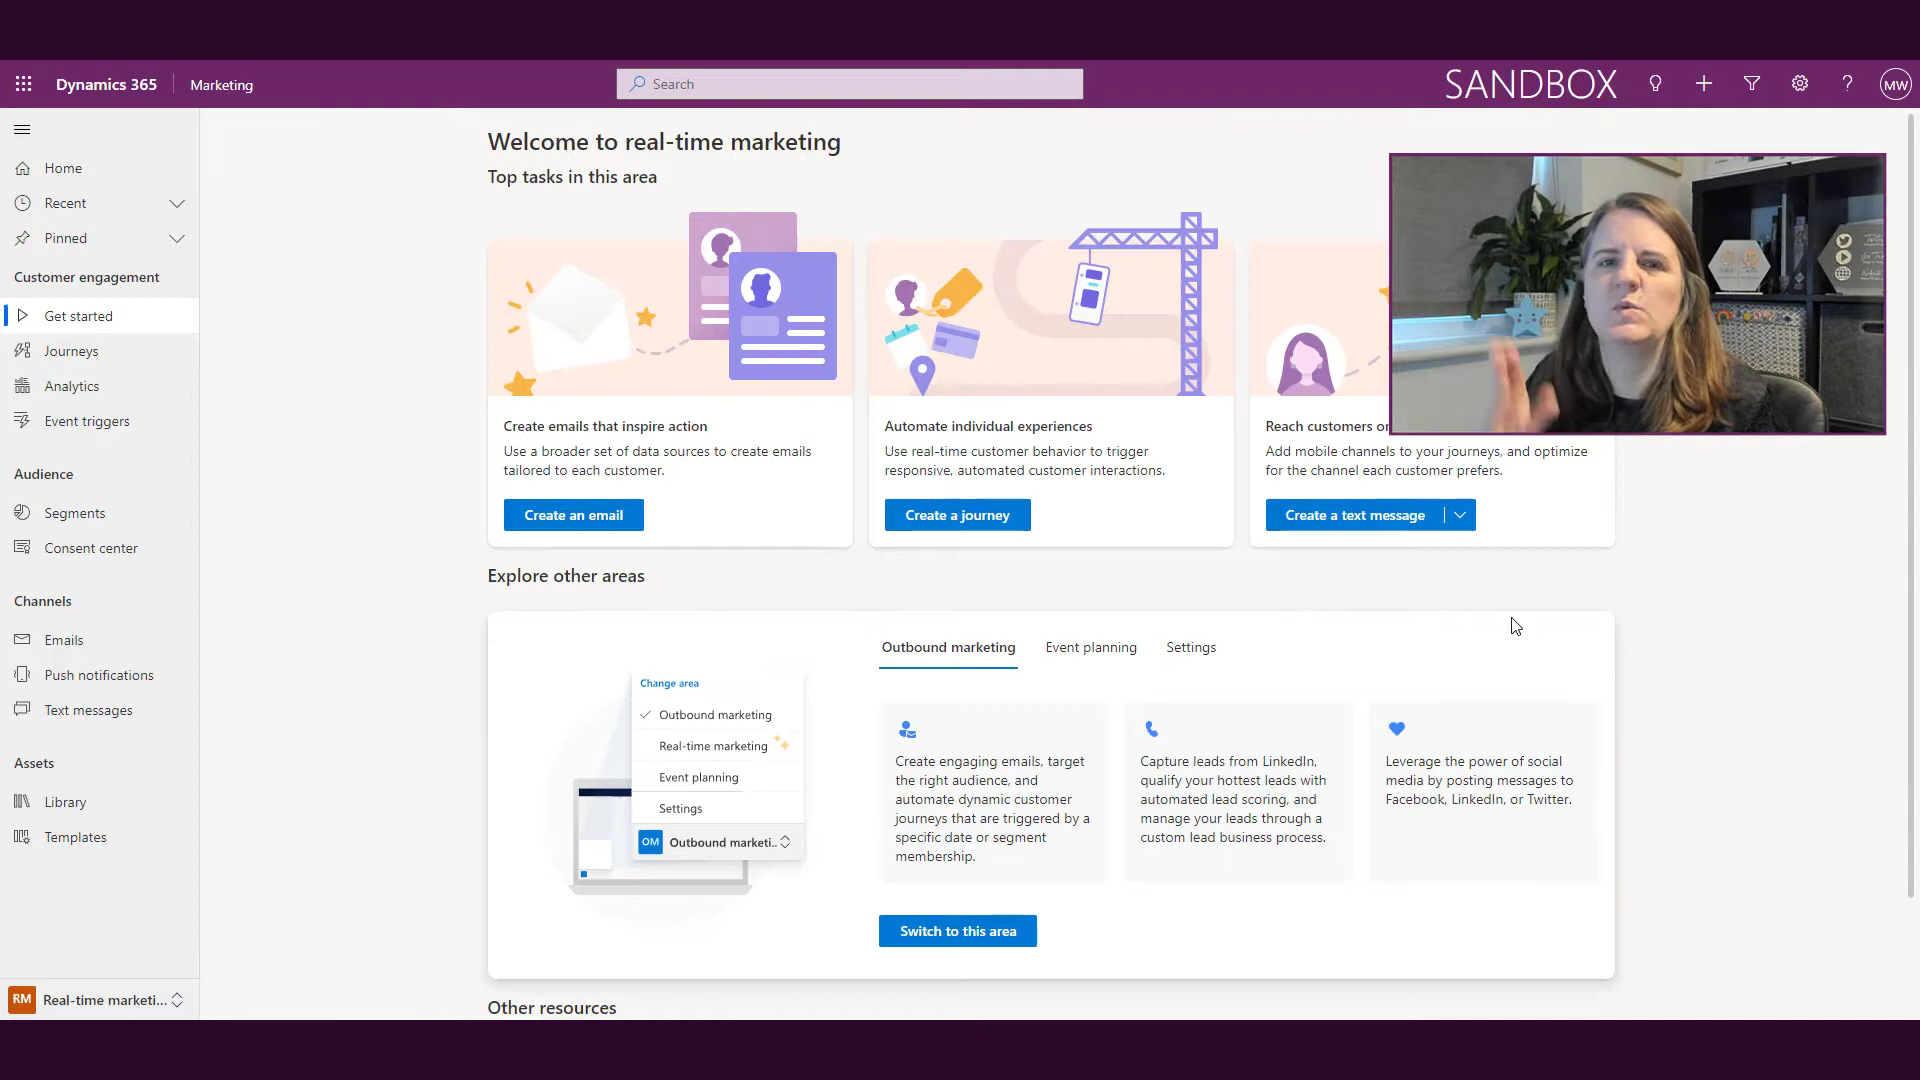 Dynamics 365
Marketing
Search
SANDBOX
MW
Home
Recent
Pinned
Customer engagement
Get started
Journeys
Analytics
Event triggers
Audience
Segments
Consent center
Channels
Emails
Push notifications
Text messages
Assets
Library
Templates
RM
Real-time marketi...
Welcome to real-time marketing
Top tasks in this area
Create emails that inspire action
Use a broader set of data sources to create emails
tailored to each customer.
Create an email
Automate individual experiences
Use real-time customer behavior to trigger
responsive, automated customer interactions.
Create a journey
Reach customers or
Add mobile channels to your journeys, and optimize
for the channel each customer prefers.
Create a text message
Explore other areas
Change area
Outbound marketing
Real-time marketing
Event planning
Settings
OM
Outbound marketi..
Outbound marketing
Event planning
Settings
Create engaging emails, target
the right audience, and
automate dynamic customer
journeys that are triggered by a
specific date or segment
membership.
Capture leads from LinkedIn,
qualify your hottest leads with
automated lead scoring, and
manage your leads through a
custom lead business process.
Leverage the power of social
media by posting messages to
Facebook, LinkedIn, or Twitter.
Switch to this area
Other resources